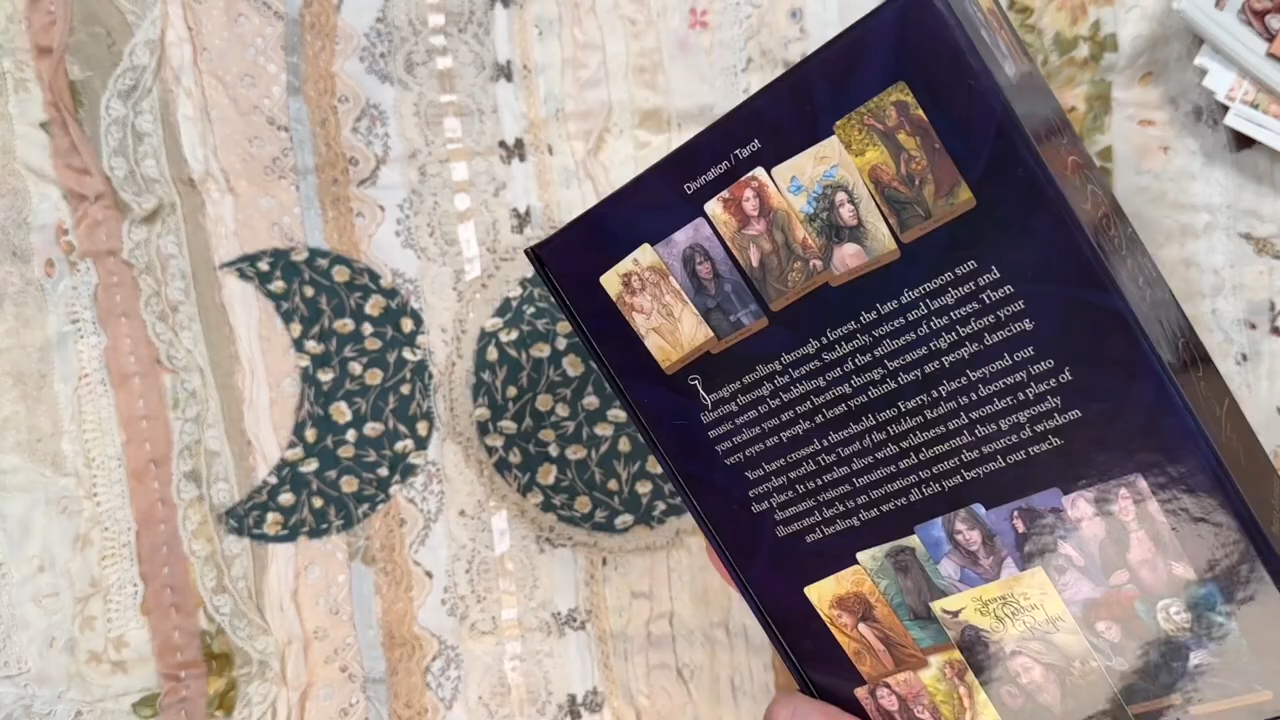 Divination / Tarot
Imagine strolling through a forest, the late afternoon sun
filtering through the leaves. Suddenly, voices and laughter and
music seem to be bubbling out of the stillness of the trees. Then
you realize you are not hearing things, because right before your
very eyes are people, at least you think they are people, dancing.
You have crossed a threshold into Faery, a place beyond our
everyday world. The Tarot of the Hidden Realm is a doorway into
that place. It is a realm alive with wildness and wonder, a place of
shamanic visions. Intuitive and elemental, this gorgeously
illustrated deck is an invitation to enter the source of wisdom
and healing that we've all felt just beyond our reach.
Journey
into the
Hidden
Realm